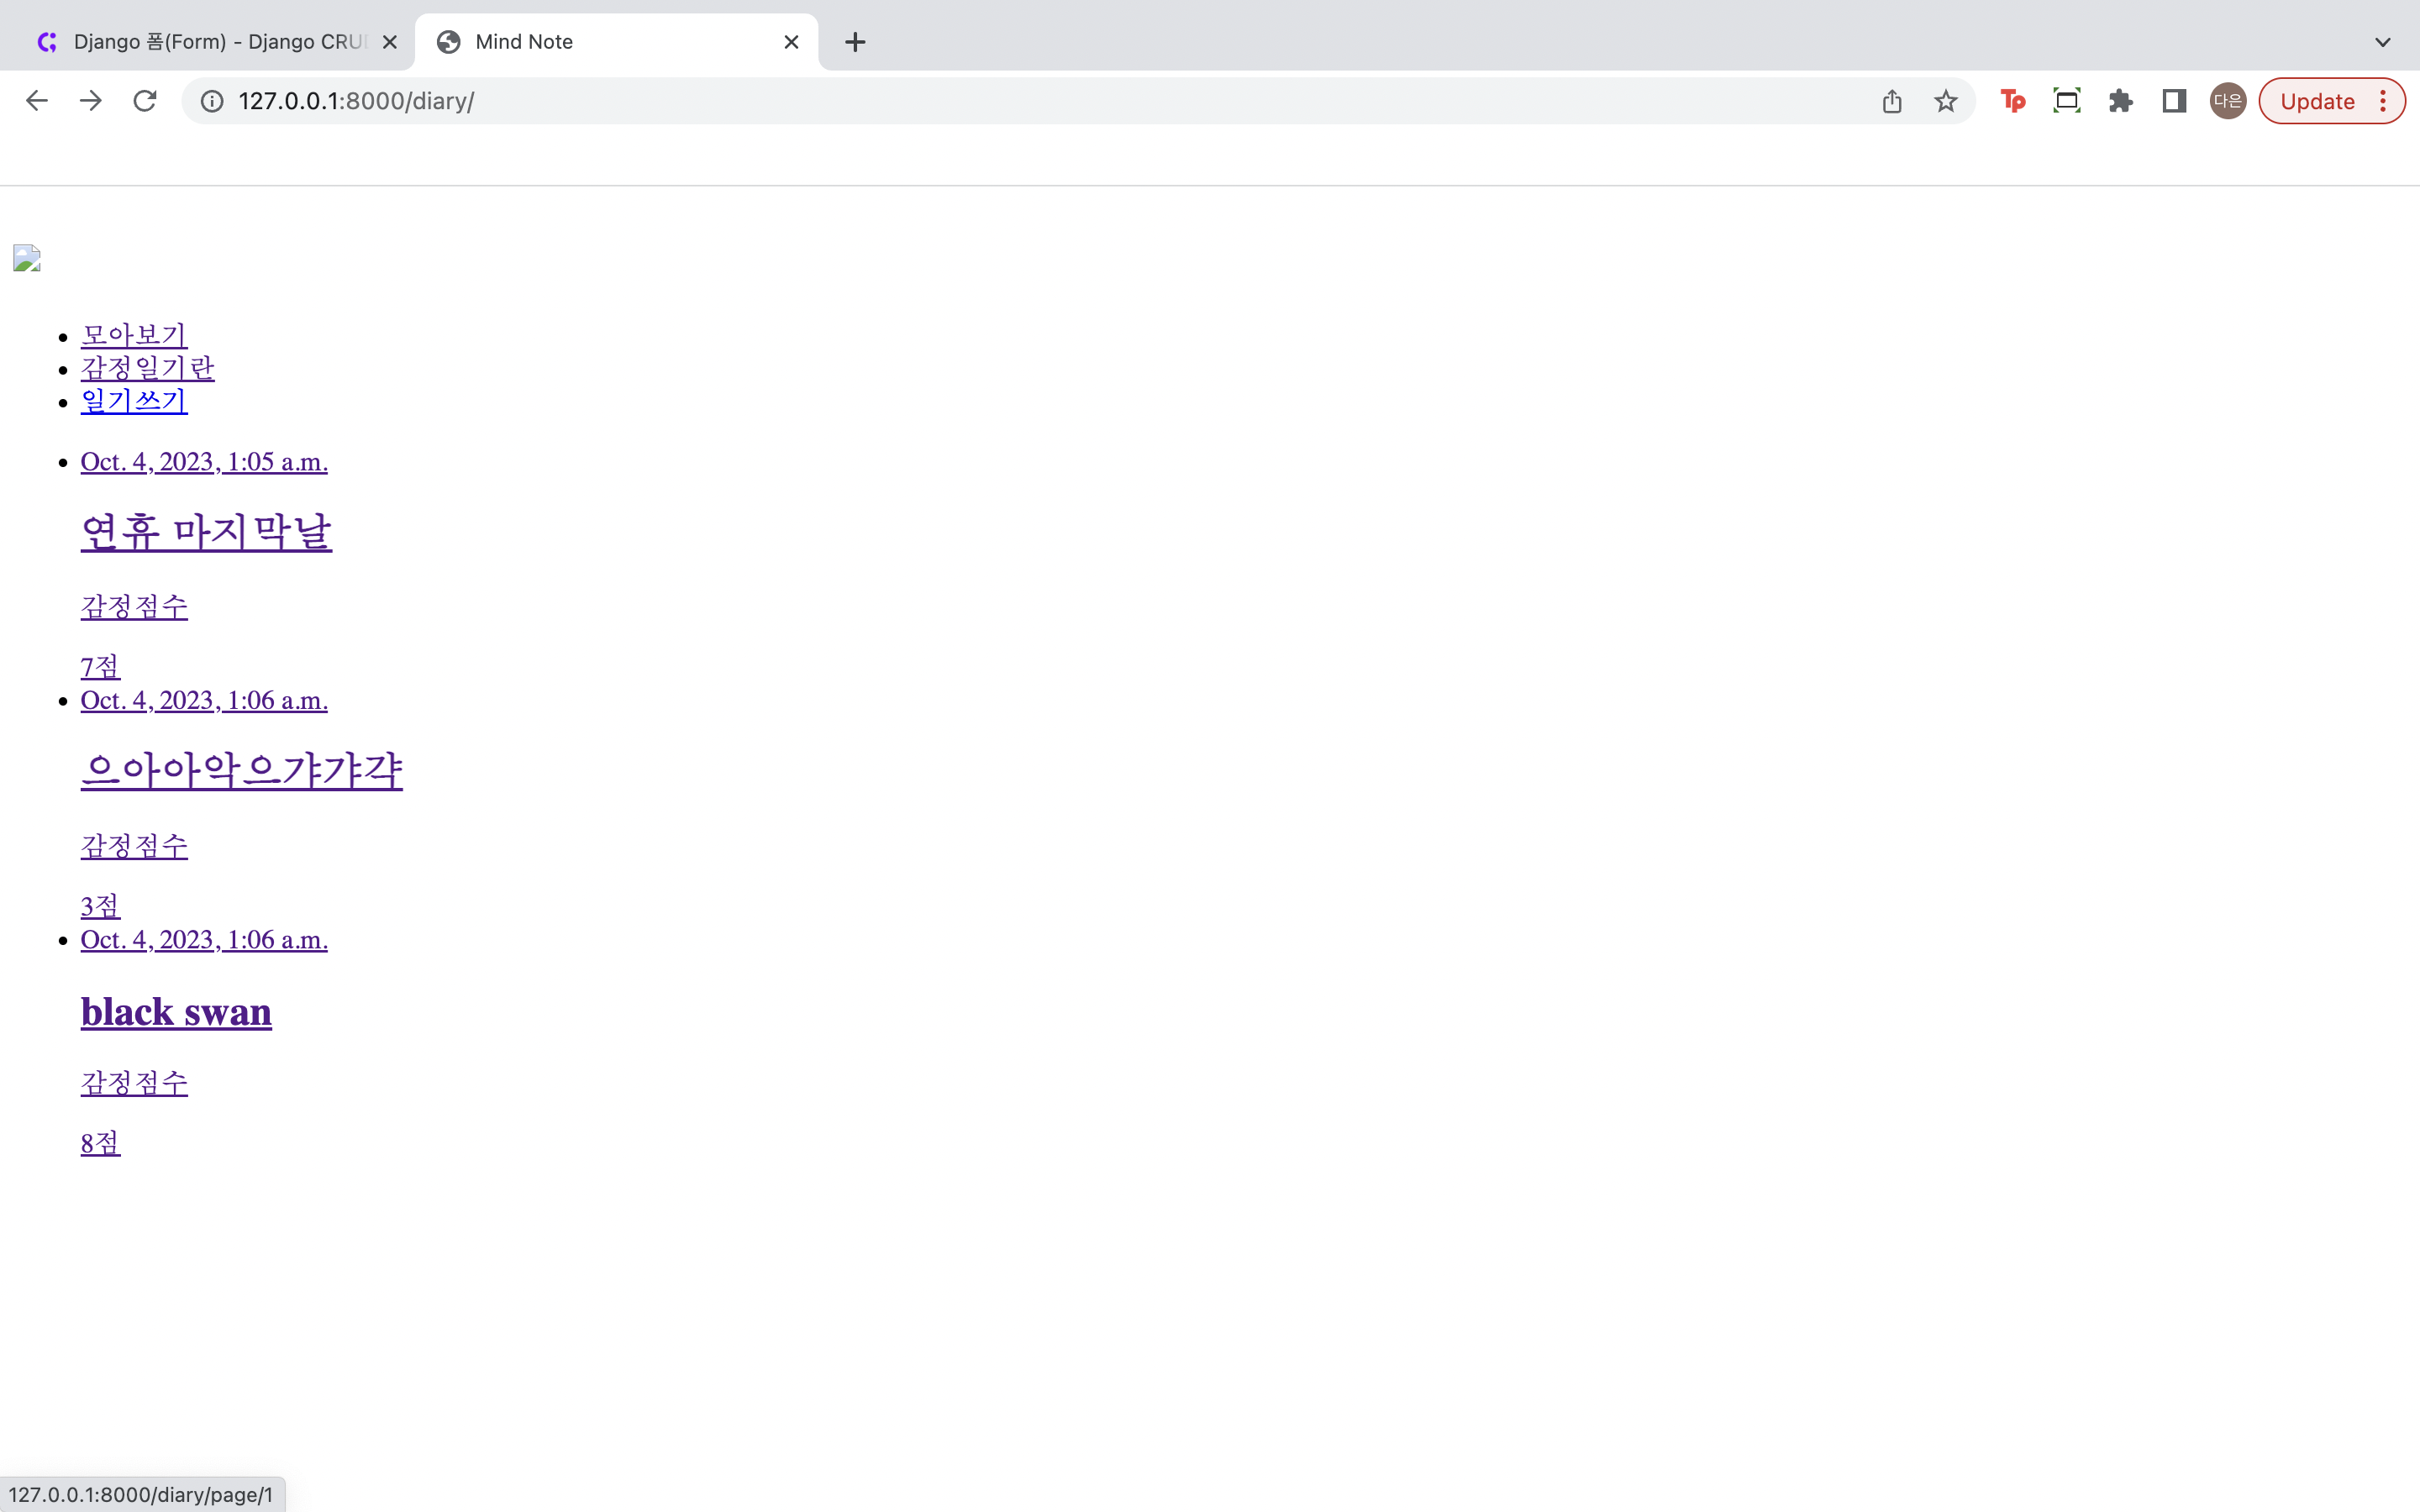 Django 폼(Form) - Django CRU
Mind Note
127.0.0.1:8000/diary/
Tp
다은
Update
모아보기
감정일기란
일기쓰기
Oct. 4, 2023, 1:05 a.m.
연휴 마지막날
감정점수
7점
Oct. 4, 2023, 1:06 a.m.
으아아악으갸갸갹
감정점수
3점
Oct. 4, 2023, 1:06 a.m.
black swan
감정점수
8점
127.0.0.1:8000/diary/page/1